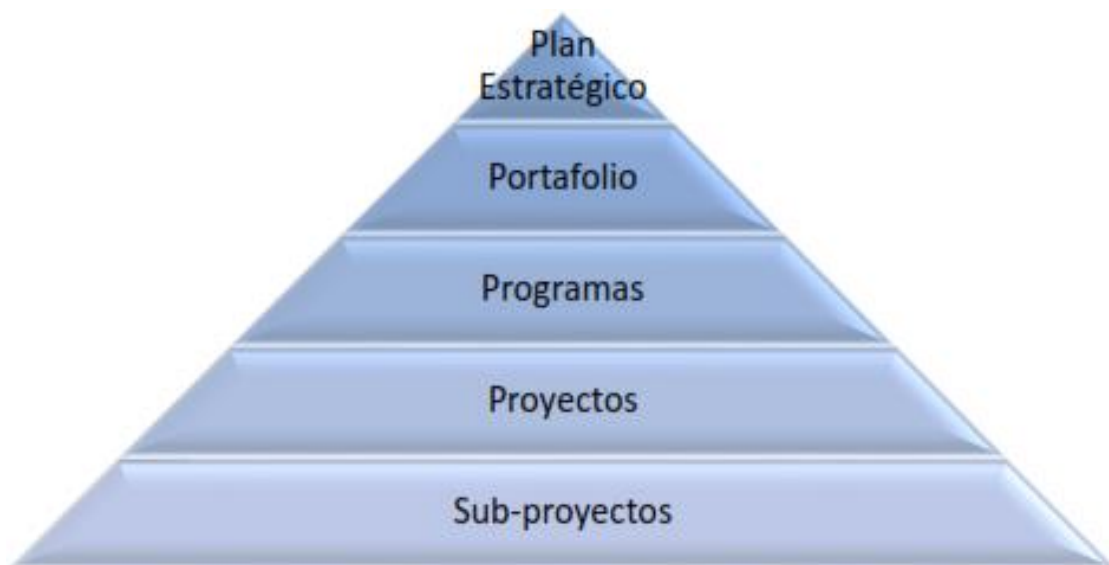 Plan
Estratégico
Portafolio
Programas
Proyectos
Sub-proyectos